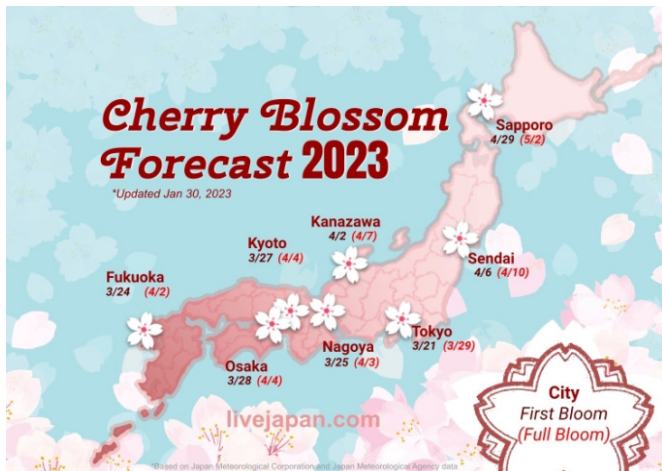 Cherry Blossom
Forecast 2023
*Updated Jan 30, 2023
Sapporo
4/29 (5/2)
Kanazawa
4/2 (4/7)
Kyoto
3/27 (4/4)
Sendai
4/6 (4/10)
Fukuoka
3/24 (4/2)
Tokyo
3/21 (3/29)
Nagoya
3/25 (4/3)
Osaka
3/28 (4/4)
City
First Bloom
(Full Bloom)
livejapan.com
*Based on Japan Meteorological Corporation and Japan Meteorological Agency data